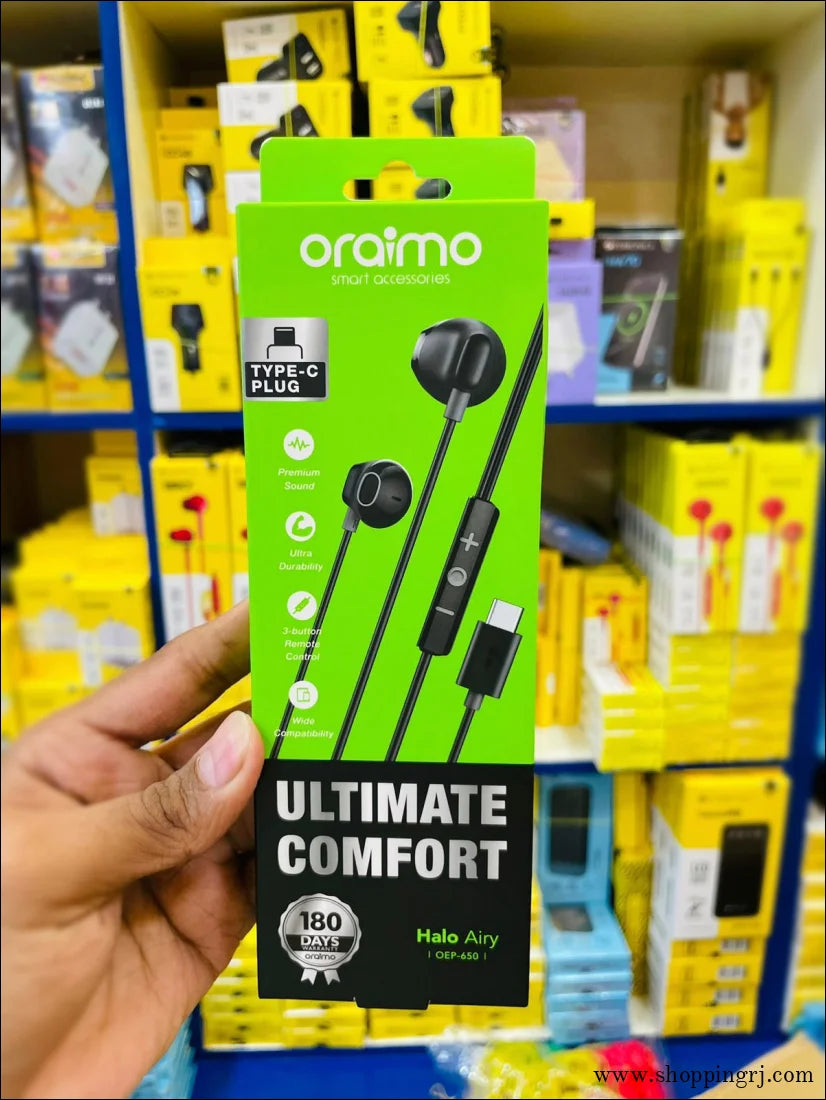 oraimo
smart accessories
TYPE-C
PLUG
Premium
Sound
Ultra
Durability
3-button
Remote
Control
Wide
Compatibility
+
−
ULTIMATE
COMFORT
180
DAYS
WARRANTY
oraimo
Halo Airy
| OEP-650 |
www.shoppingrj.com